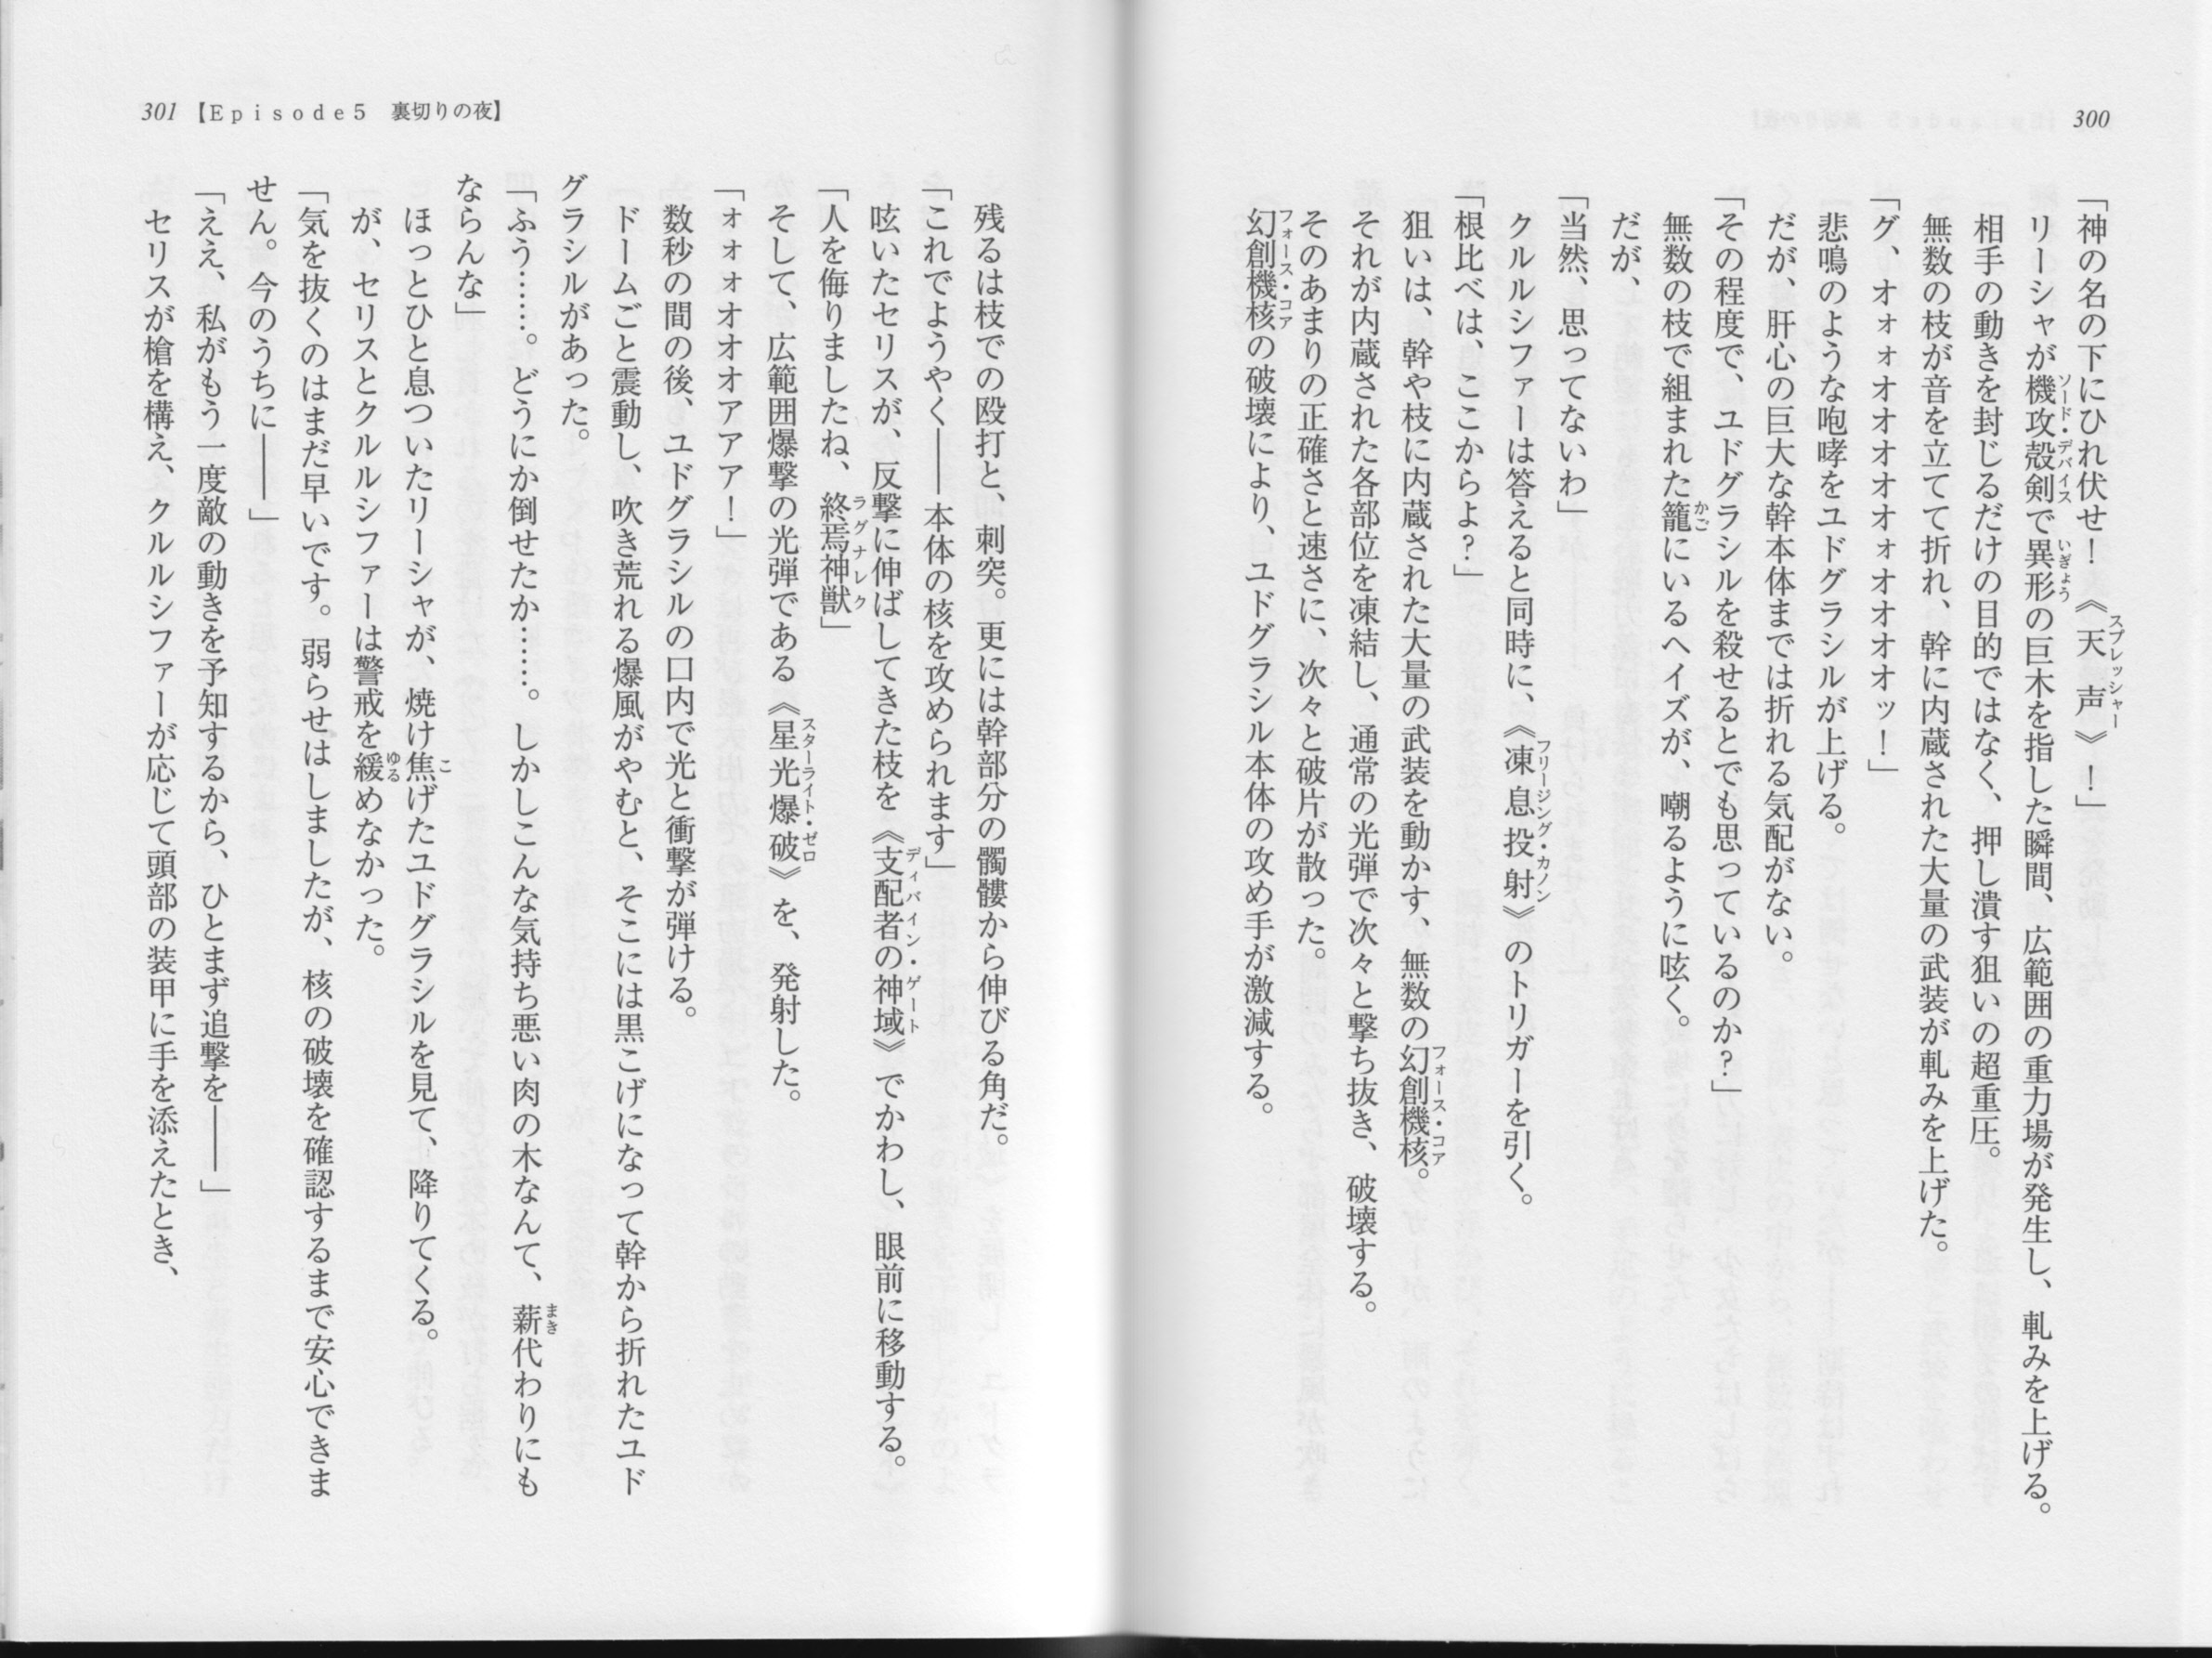 300
「神の名の下にひれ伏せ！《天声》！」
リーシャが機攻殻剣で異形の巨木を指した瞬間、広範囲の重力場が発生し、軋みを上げる。
相手の動きを封じるだけの目的ではなく、押し潰す狙いの超重圧。
無数の枝が音を立てて折れ、幹に内蔵された大量の武装が軋みを上げた。
「グ、オォォオオオオオォオオオオッ！」
悲鳴のような咆哮をユドグラシルが上げる。
だが、肝心の巨大な幹本体までは折れる気配がない。
「その程度で、ユドグラシルを殺せるとでも思っているのか？」
無数の枝で組まれた籠にいるヘイズが、嘲るように呟く。
だが、
「当然、思ってないわ」
クルルシファーは答えると同時に、《凍息投射》のトリガーを引く。
「根比べは、ここからよ？」
狙いは、幹や枝に内蔵された大量の武装を動かす、無数の幻創機核。
それが内蔵された各部位を凍結し、通常の光弾で次々と撃ち抜き、破壊する。
そのあまりの正確さと速さに、次々と破片が散った。
幻創機核の破壊により、ユドグラシル本体の攻め手が激減する。
301【Episode5　裏切りの夜】
残るは枝での殴打と、刺突。更には幹部分の髑髏から伸びる角だ。
「これでようやく――本体の核を攻められます」
呟いたセリスが、反撃に伸ばしてきた枝を《支配者の神域》でかわし、眼前に移動する。
「人を侮りましたね、終焉神獣」
そして、広範囲爆撃の光弾である《星光爆破》を、発射した。
「ォォォオオオアアア！」
数秒の間の後、ユドグラシルの口内で光と衝撃が弾ける。
ドームごと震動し、吹き荒れる爆風がやむと、そこには黒こげになって幹から折れたユド
グラシルがあった。
「ふう……。どうにか倒せたか……。しかしこんな気持ち悪い肉の木なんて、薪代わりにも
ならんな」
ほっとひと息ついたリーシャが、焼け焦げたユドグラシルを見て、降りてくる。
が、セリスとクルルシファーは警戒を緩めなかった。
「気を抜くのはまだ早いです。弱らせはしましたが、核の破壊を確認するまで安心できま
せん。今のうちに――」
「ええ、私がもう一度敵の動きを予知するから、ひとまず追撃を――」
セリスが槍を構え、クルルシファーが応じて頭部の装甲に手を添えたとき、